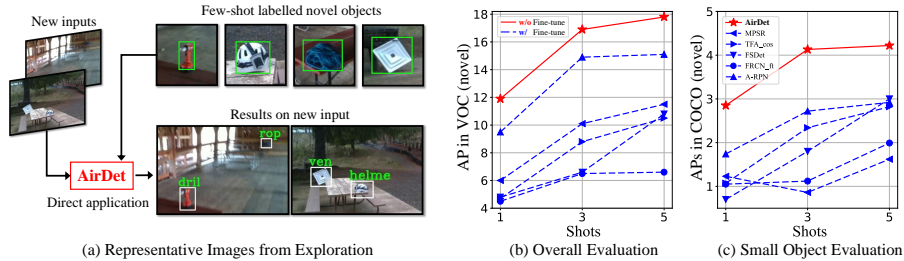 New inputs
Few-shot labelled novel objects
Results on new input
rop
dril
ven
helme
AirDet
Direct application
(a) Representative Images from Exploration
AP in VOC (novel)
18
16
14
12
10
8
6
4
1
3
5
Shots
w/o Fine-tune
w/ Fine-tune
(b) Overall Evaluation
APs in COCO (novel)
5
4
3
2
1
1
3
5
Shots
AirDet
MPSR
TFA_cos
FSDet
FRCN_ft
A-RPN
(c) Small Object Evaluation